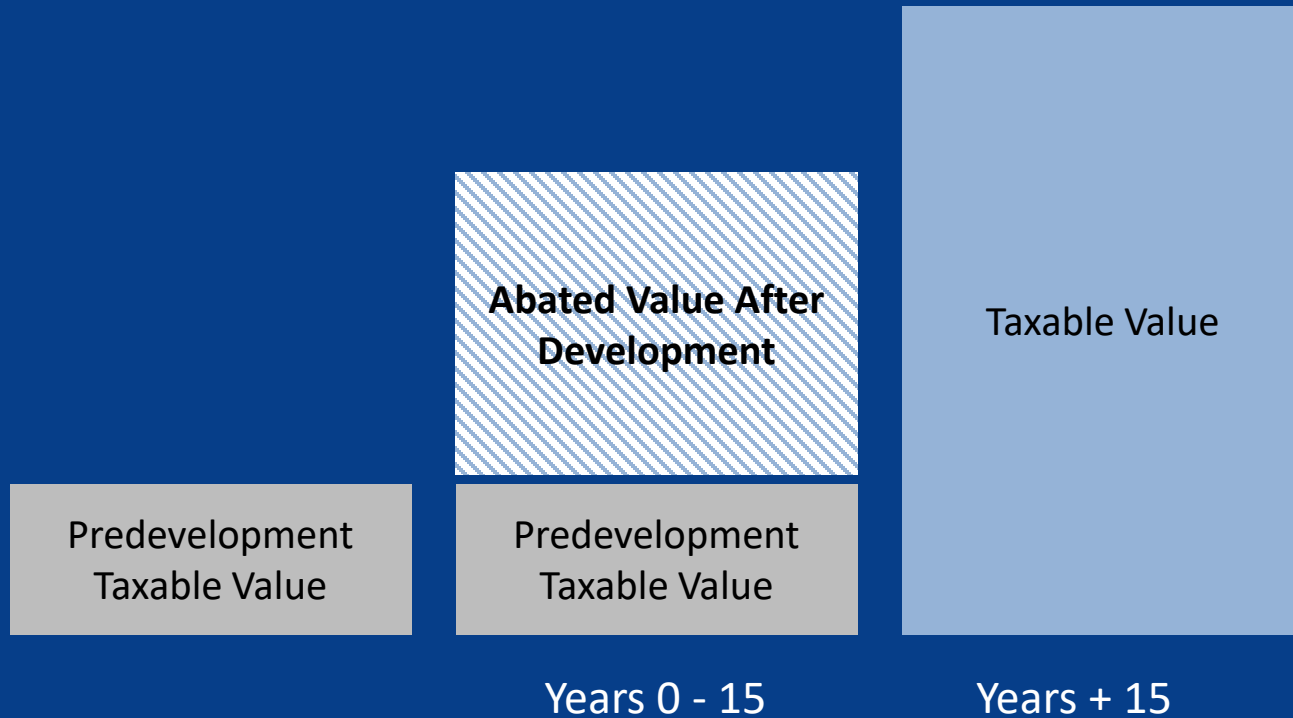 Abated Value After
Development
Taxable Value
Predevelopment
Taxable Value
Predevelopment
Taxable Value
Years 0 - 15
Years + 15